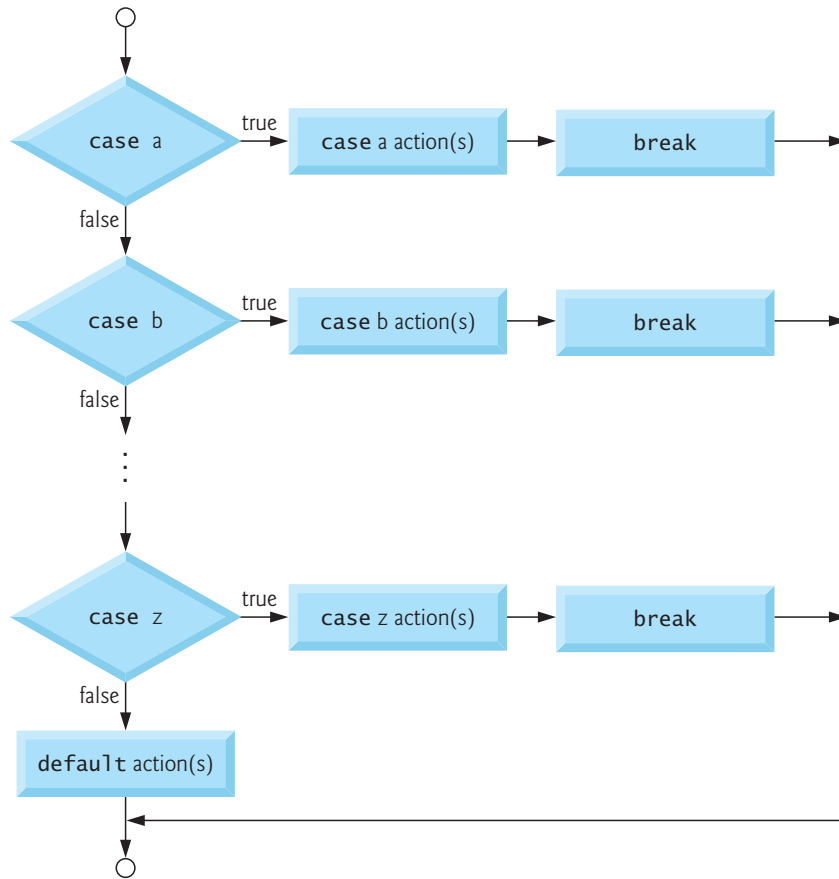 case a
true
case a action(s)
break
false
case b
true
case b action(s)
break
false
case z
true
case z action(s)
break
false
default action(s)